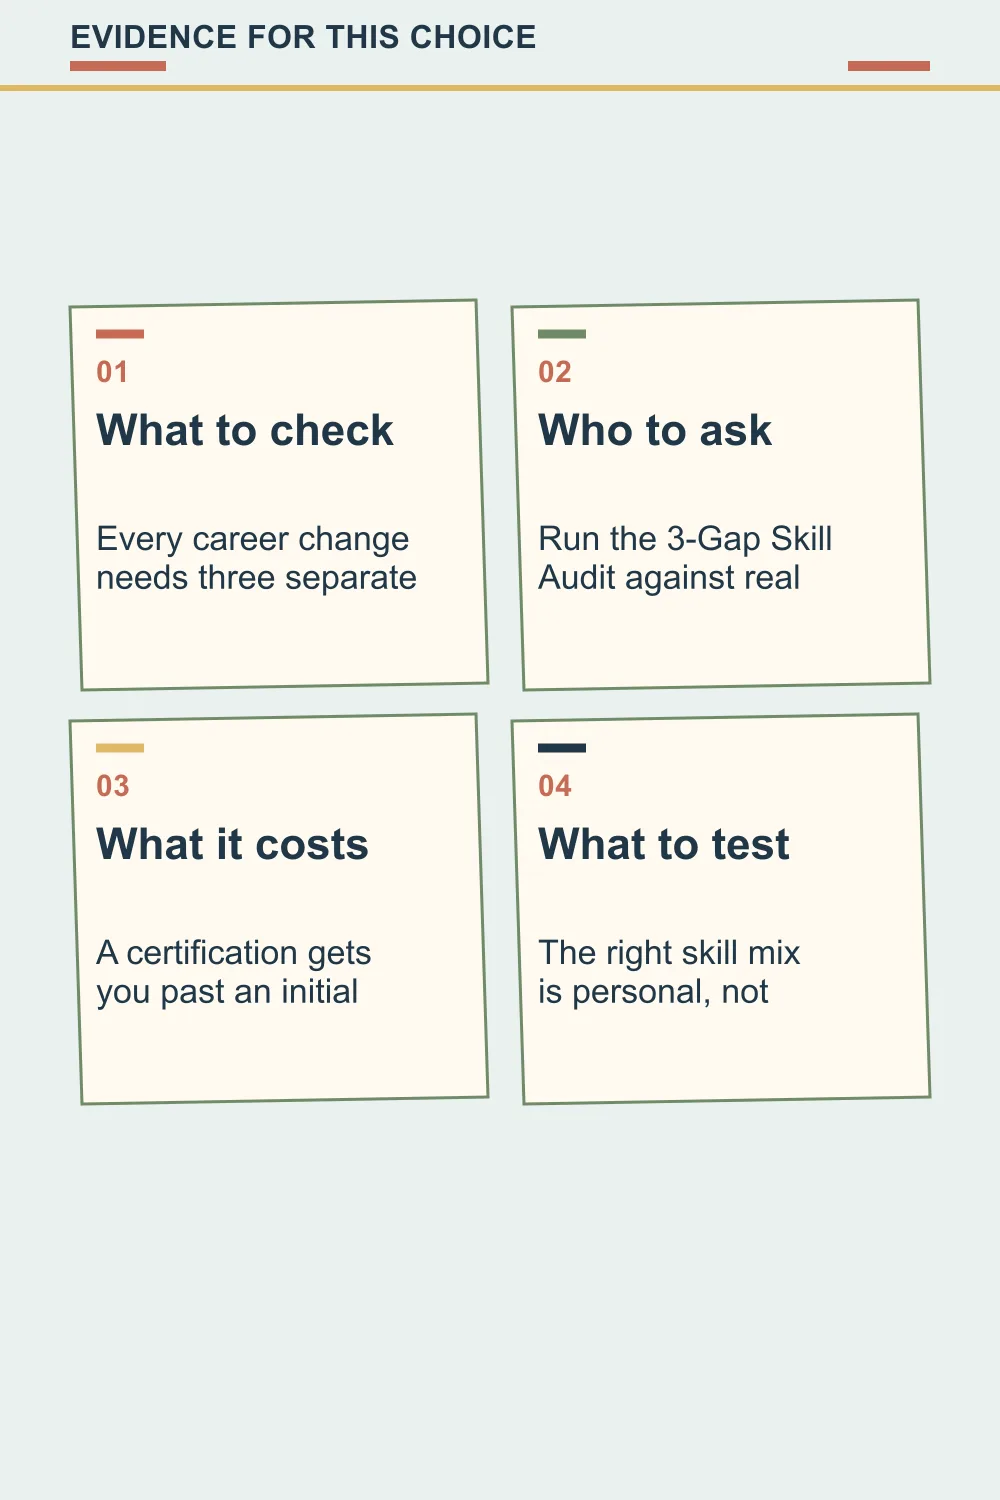 EVIDENCE FOR THIS CHOICE
01
What to check
Every career change
needs three separate
02
Who to ask
Run the 3-Gap Skill
Audit against real
03
What it costs
A certification gets
you past an initial
04
What to test
The right skill mix
is personal, not